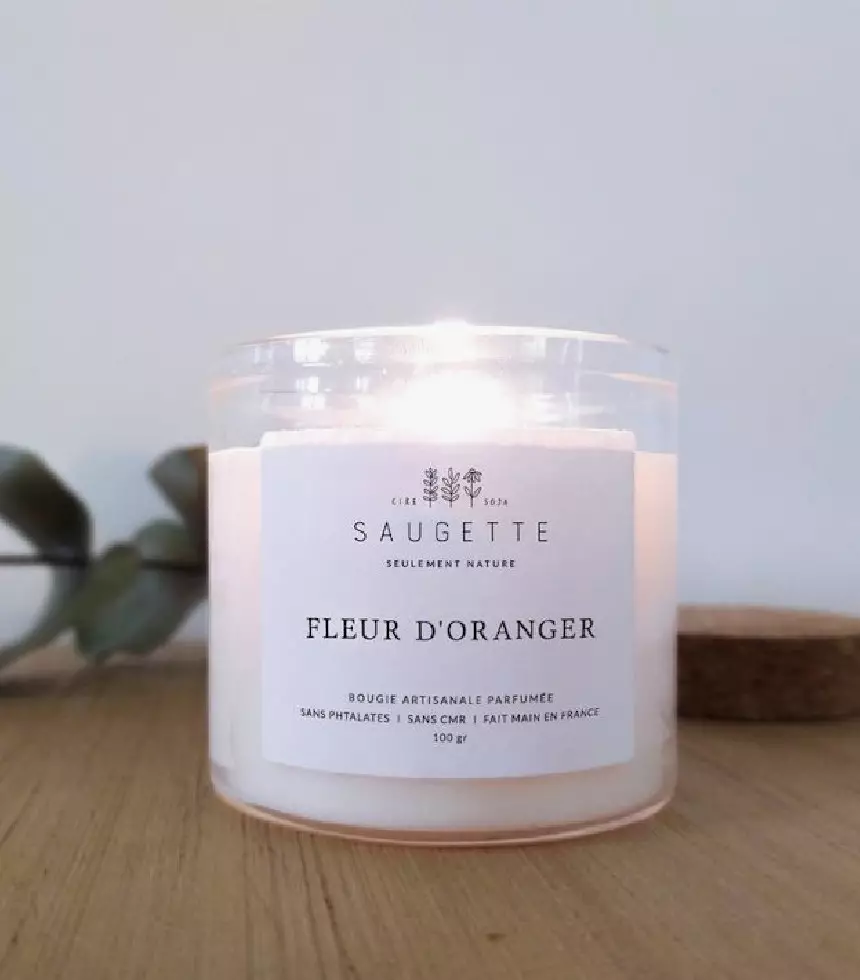 CIRE SOJA
SAUGETTE
SEULEMENT NATURE
FLEUR D'ORANGER
BOUGIE ARTISANALE PARFUMÉE
SANS PHTALATES | SANS CMR | FAIT MAIN EN FRANCE
100 gr